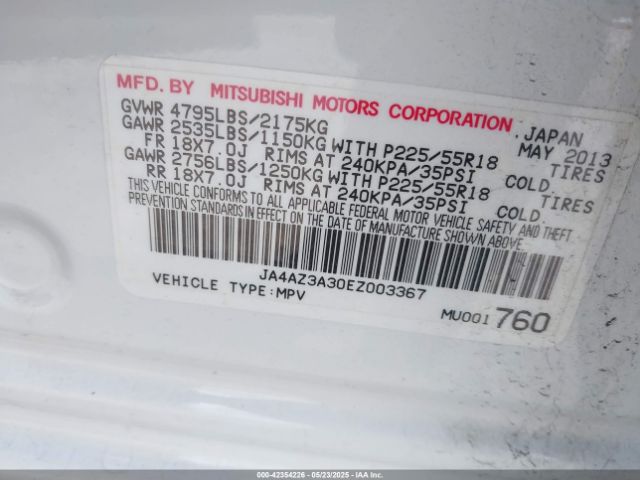 MFD. BY MITSUBISHI MOTORS CORPORATION, JAPAN
GVWR 4795LBS/2175KG MAY 2013
GAWR 2535LBS/1150KG WITH P225/55R18 TIRES
FR 18X7.0J RIMS AT 240KPA/35PSI COLD.
GAWR 2756LBS/1250KG WITH P225/55R18 TIRES
RR 18X7.0J RIMS AT 240KPA/35PSI COLD.
THIS VEHICLE CONFORMS TO ALL APPLICABLE FEDERAL MOTOR VEHICLE SAFETY AND THEFT
PREVENTION STANDARDS IN EFFECT ON THE DATE OF MANUFACTURE SHOWN ABOVE.
JA4AZ3A30EZ003367
VEHICLE TYPE:MPV
MU001760
000-42354226 - 05/23/2025 - © IAA, Inc.